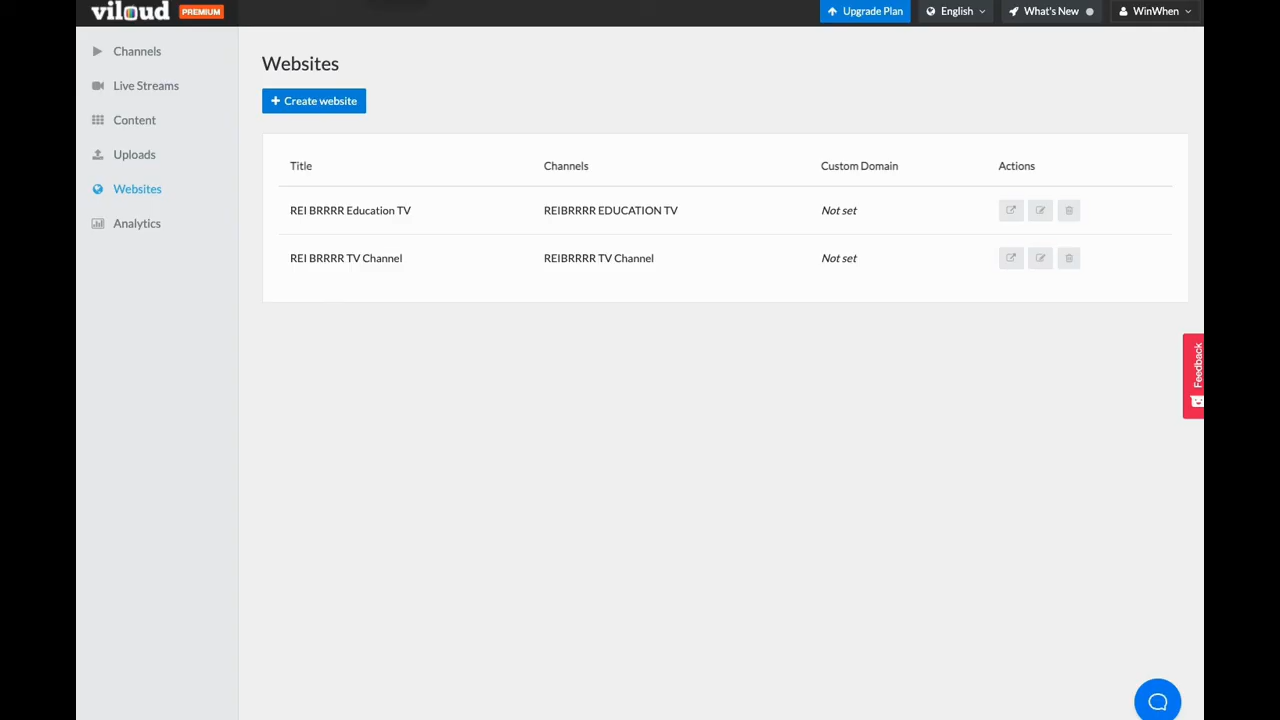 viloud PREMIUM
Upgrade Plan
English
What's New
WinWhen
Channels
Live Streams
Content
Uploads
Websites
Analytics
Websites
+ Create website
Title Channels Custom Domain Actions
REI BRRRR Education TV REIBRRRR EDUCATION TV Not set
REI BRRRR TV Channel REIBRRRR TV Channel Not set
Feedback